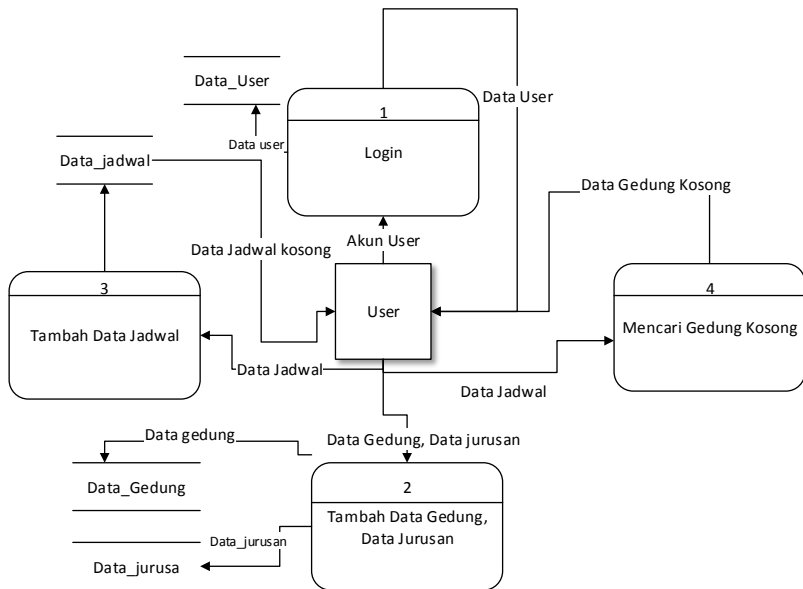 Data_User
Data User
1
Data user
Login
Data_jadwal
Data Gedung Kosong
Akun User
Data Jadwal kosong
3
User
4
Tambah Data Jadwal
Mencari Gedung Kosong
Data Jadwal
Data Jadwal
Data gedung
Data Gedung, Data jurusan
Data_Gedung
2
Tambah Data Gedung,
Data Jurusan
Data_jurusan
Data_jurusa